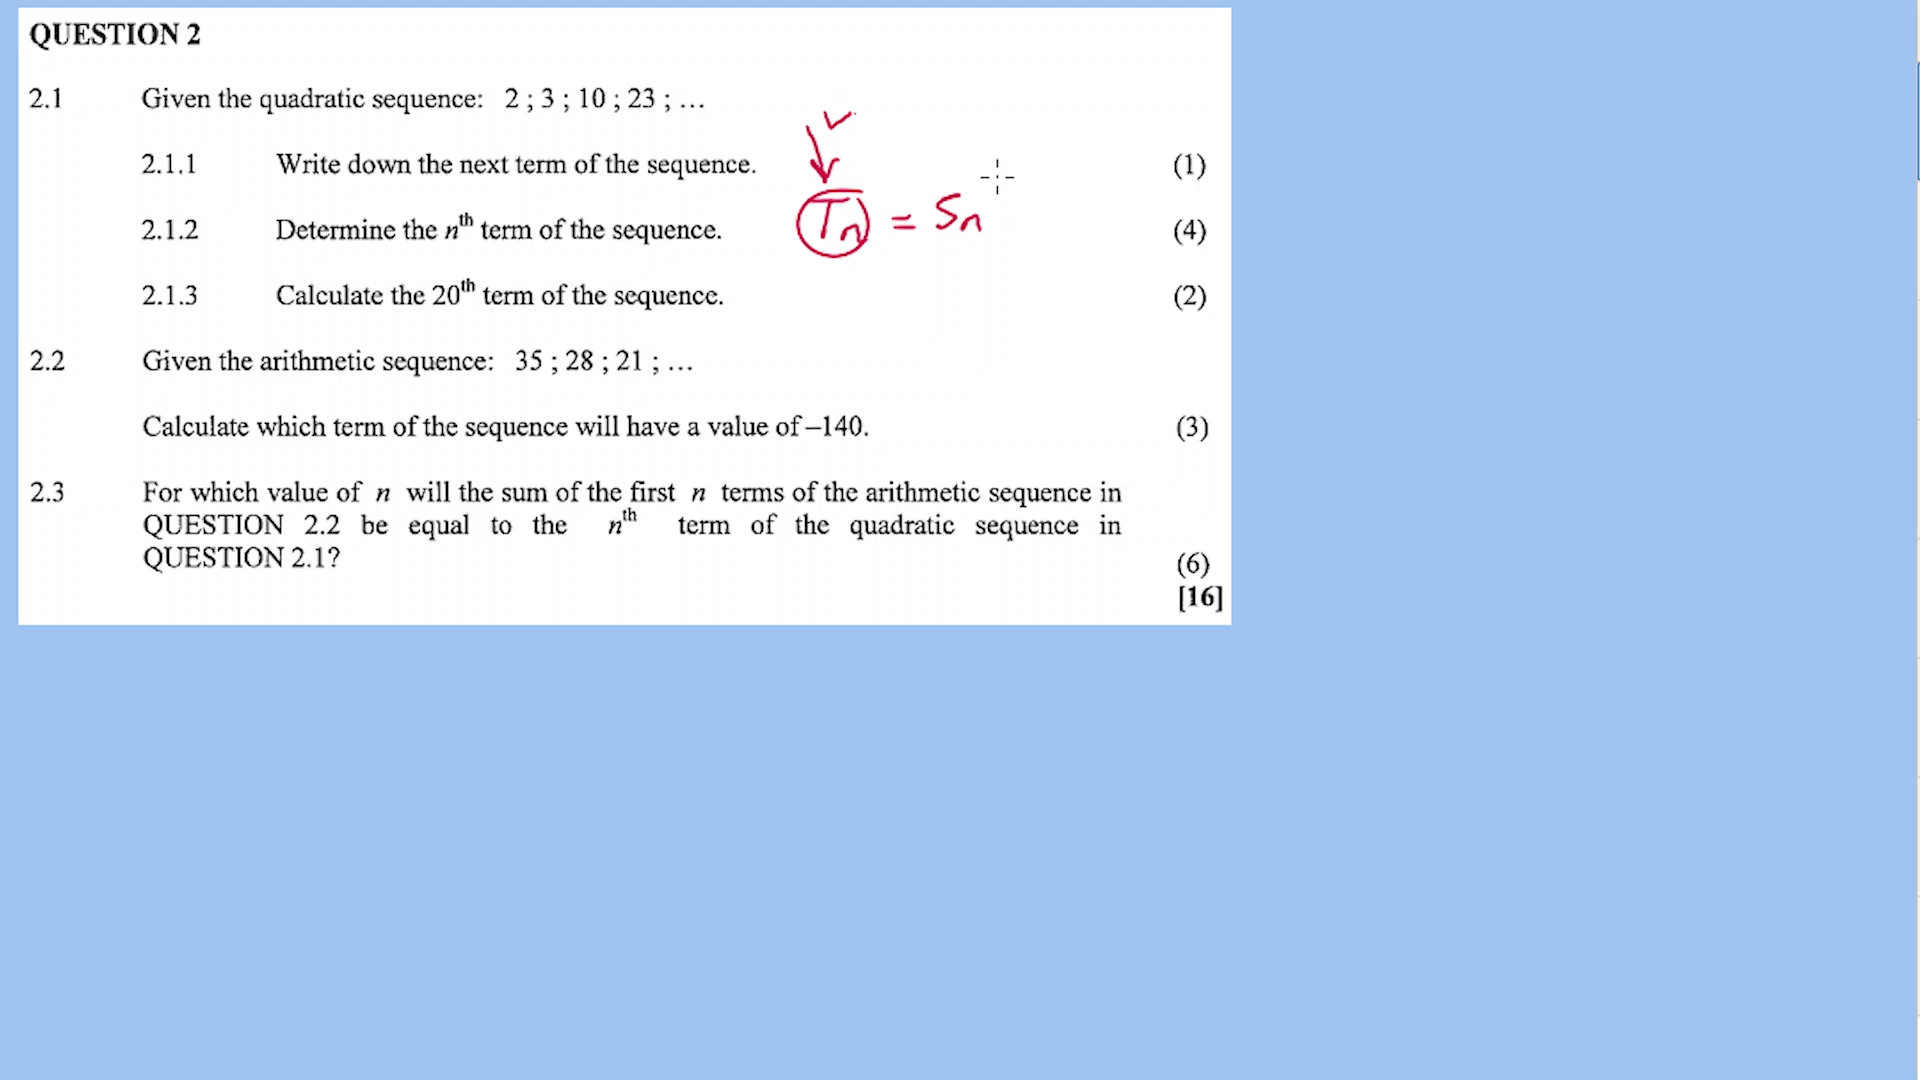 QUESTION 2
2.1 Given the quadratic sequence: 2 ; 3 ; 10 ; 23 ; …
2.1.1 Write down the next term of the sequence. (1)
2.1.2 Determine the nᵗʰ term of the sequence. (4)
Tn = Sn
2.1.3 Calculate the 20ᵗʰ term of the sequence. (2)
2.2 Given the arithmetic sequence: 35 ; 28 ; 21 ; …
Calculate which term of the sequence will have a value of –140. (3)
2.3 For which value of n will the sum of the first n terms of the arithmetic sequence in
QUESTION 2.2 be equal to the nᵗʰ term of the quadratic sequence in
QUESTION 2.1? (6)
[16]